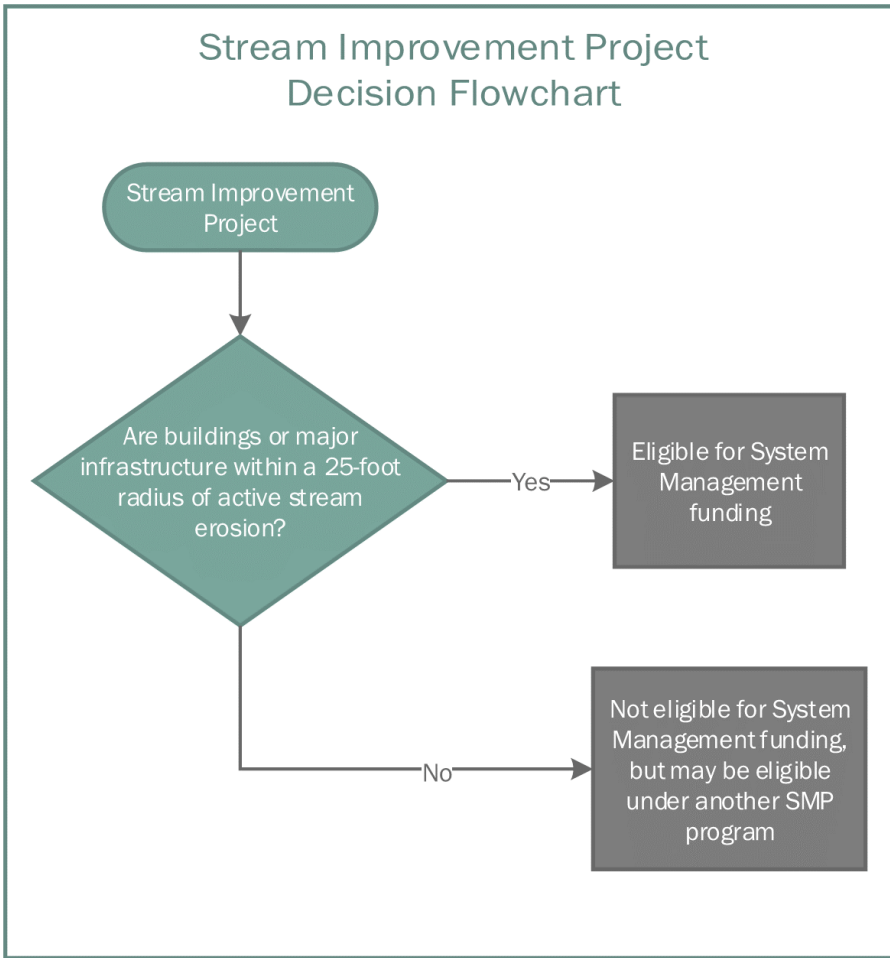 Stream Improvement Project
Decision Flowchart
Stream Improvement
Project
Are buildings or major
infrastructure within a 25-foot
radius of active stream
erosion?
Yes
Eligible for System
Management
funding
No
Not eligible for System
Management funding,
but may be eligible
under another SMP
program